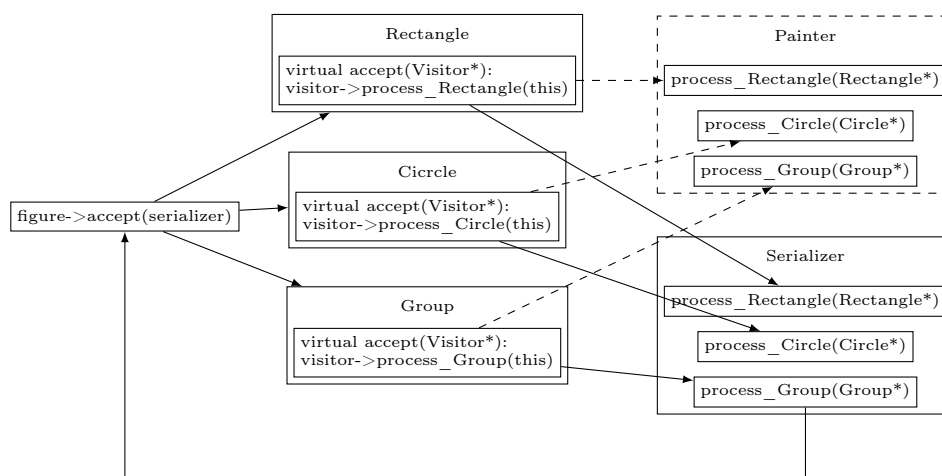 Rectangle
virtual accept(Visitor*):
visitor->process_Rectangle(this)
Painter
process_Rectangle(Rectangle*)
process_Circle(Circle*)
process_Group(Group*)
figure->accept(serializer)
Cicrcle
virtual accept(Visitor*):
visitor->process_Circle(this)
Group
virtual accept(Visitor*):
visitor->process_Group(this)
Serializer
process_Rectangle(Rectangle*)
process_Circle(Circle*)
process_Group(Group*)